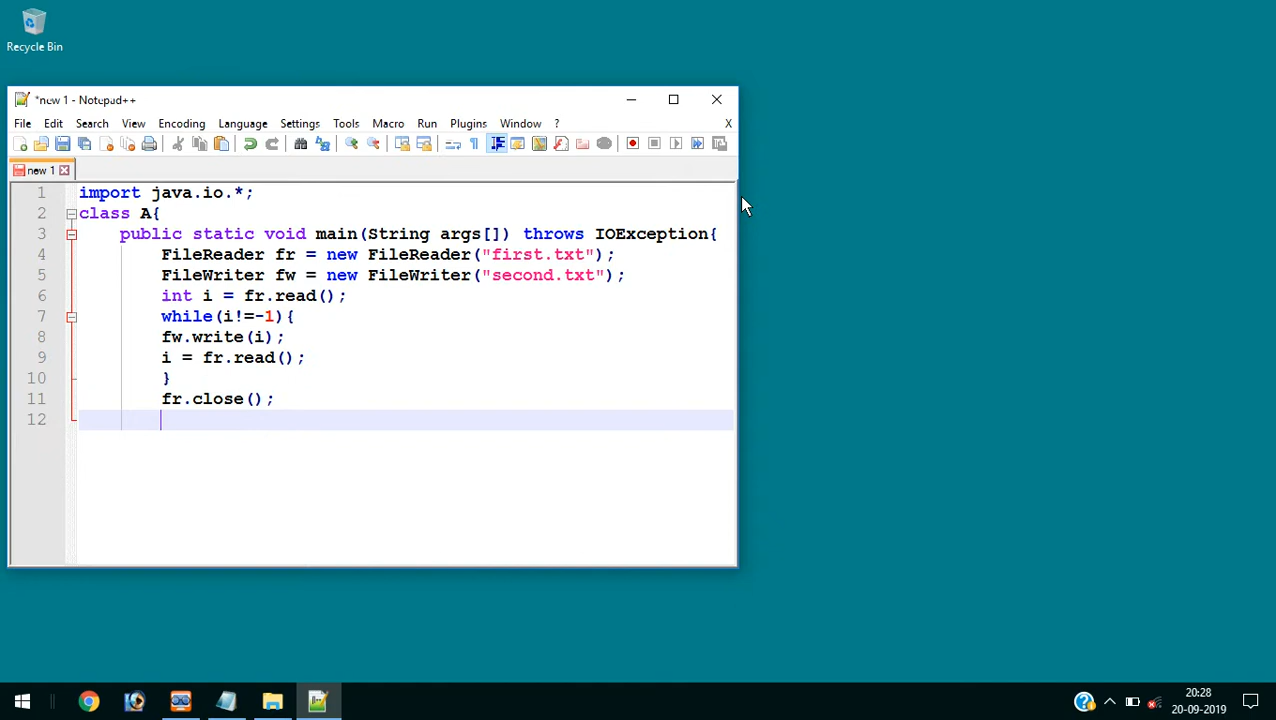 Recycle Bin
*new 1 - Notepad++
File Edit Search View Encoding Language Settings Tools Macro Run Plugins Window ? X
new 1
1 import java.io.*;
2 class A{
3 public static void main(String args[]) throws IOException{
4 FileReader fr = new FileReader("first.txt");
5 FileWriter fw = new FileWriter("second.txt");
6 int i = fr.read();
7 while(i!=-1){
8 fw.write(i);
9 i = fr.read();
10 }
11 fr.close();
12
20:28
20-09-2019